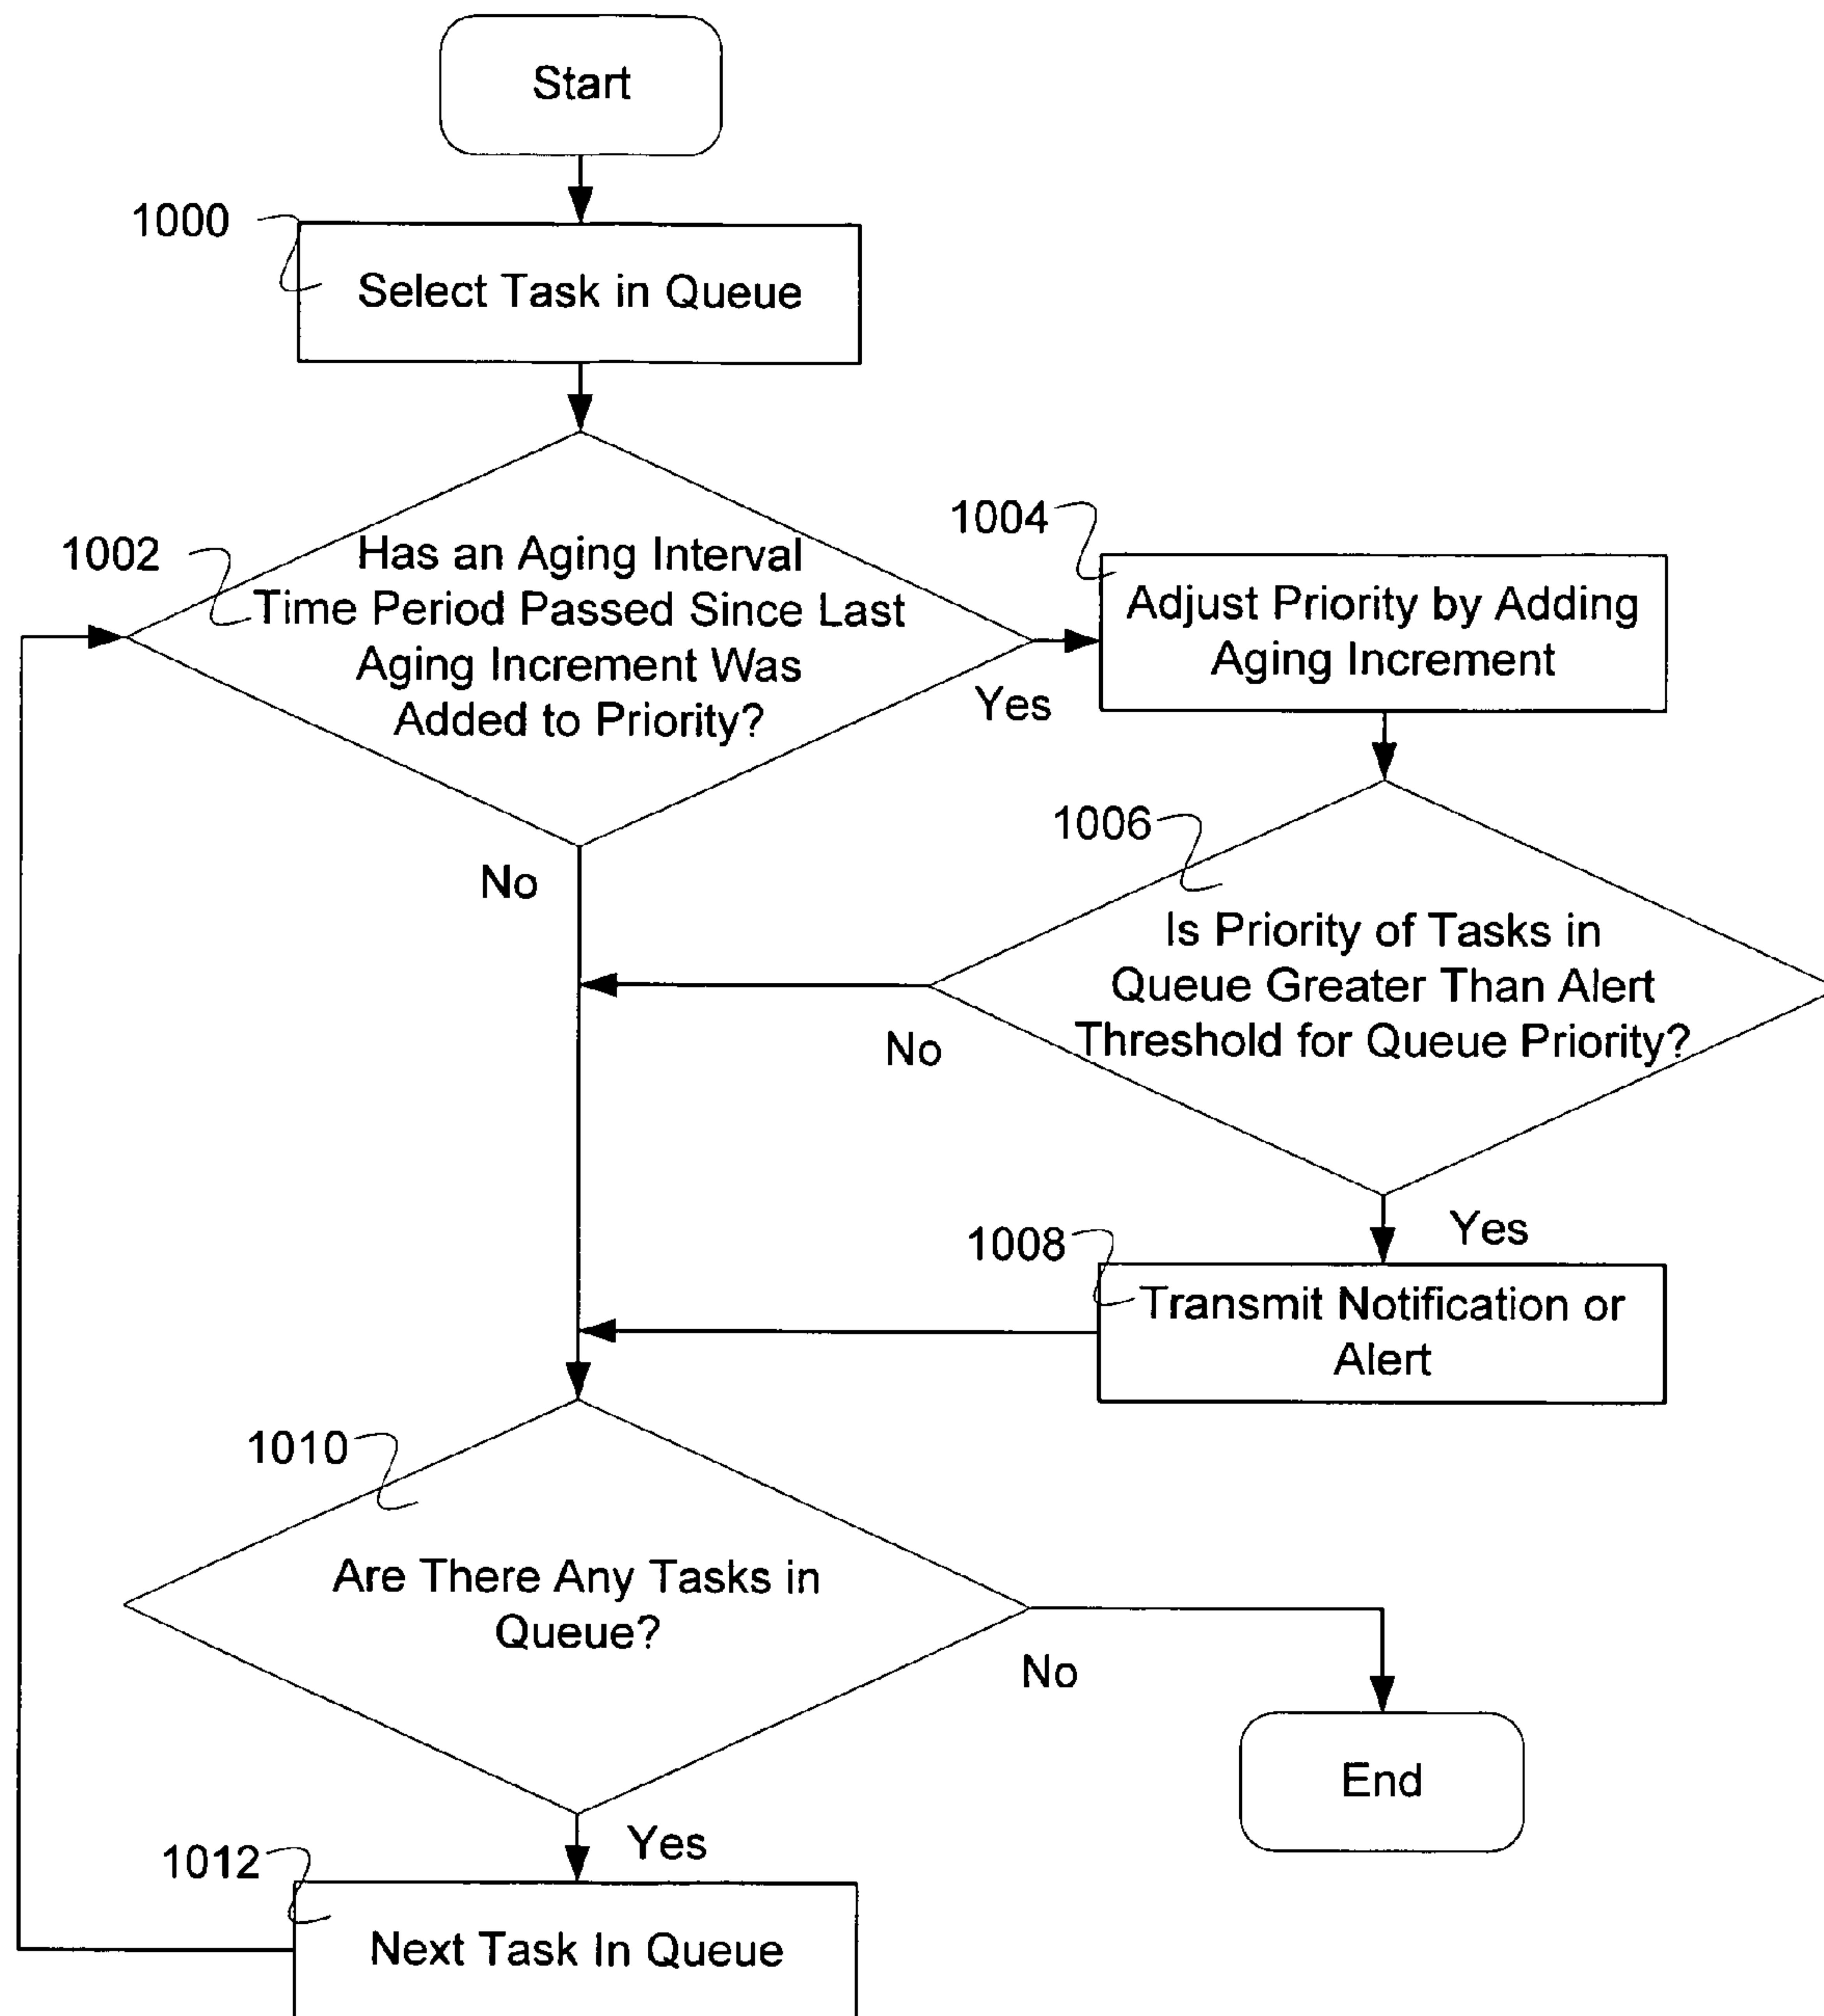 Start
1000
Select Task in Queue
1002
Has an Aging Interval
Time Period Passed Since Last
Aging Increment Was
Added to Priority?
Yes
No
1004
Adjust Priority by Adding
Aging Increment
1006
Is Priority of Tasks in
Queue Greater Than Alert
Threshold for Queue Priority?
No
Yes
1008
Transmit Notification or
Alert
1010
Are There Any Tasks in
Queue?
No
End
Yes
1012
Next Task In Queue